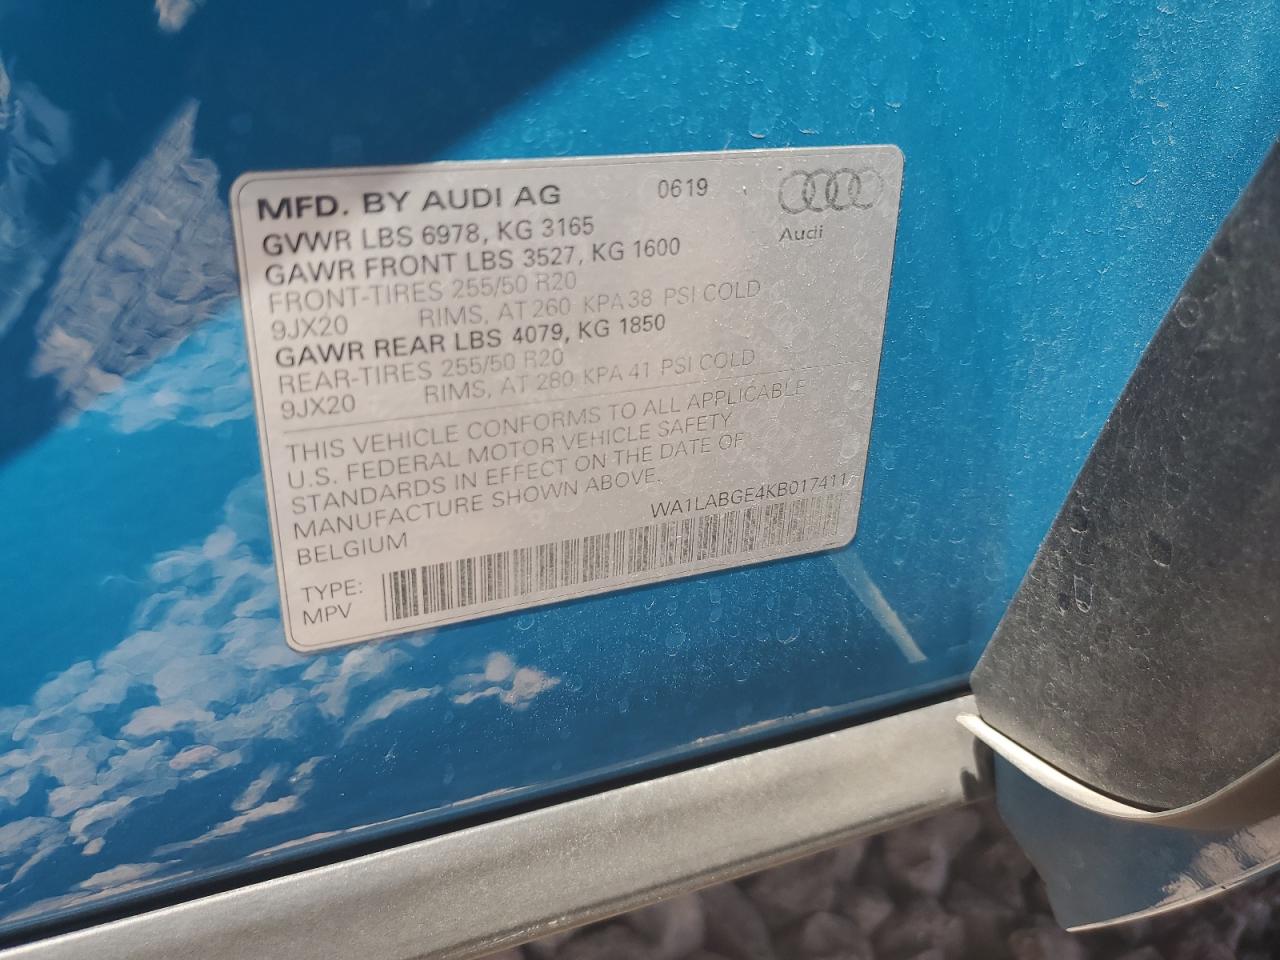 MFD. BY AUDI AG 0619
Audi
GVWR LBS 6978, KG 3165
GAWR FRONT LBS 3527, KG 1600
FRONT-TIRES 255/50 R20
9JX20 RIMS, AT 260 KPA 38 PSI COLD
GAWR REAR LBS 4079, KG 1850
REAR-TIRES 255/50 R20
9JX20 RIMS, AT 280 KPA 41 PSI COLD
THIS VEHICLE CONFORMS TO ALL APPLICABLE
U.S. FEDERAL MOTOR VEHICLE SAFETY
STANDARDS IN EFFECT ON THE DATE OF
MANUFACTURE SHOWN ABOVE.
BELGIUM
WA1LABGE4KB017411
TYPE:
MPV